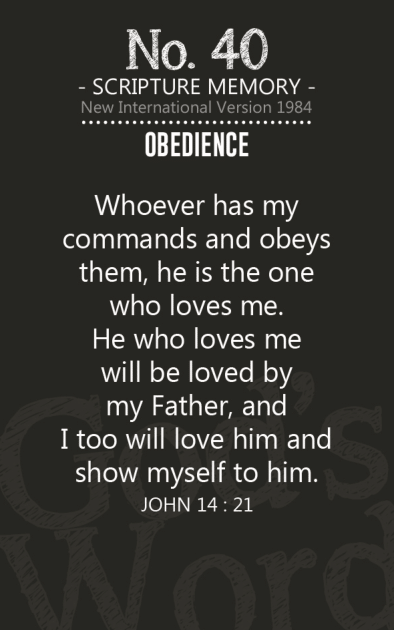 No. 40
- SCRIPTURE MEMORY -
New International Version 1984
OBEDIENCE
Whoever has my
commands and obeys
them, he is the one
who loves me.
He who loves me
will be loved by
my Father, and
I too will love him and
show myself to him.
JOHN 14 : 21
God's
Word